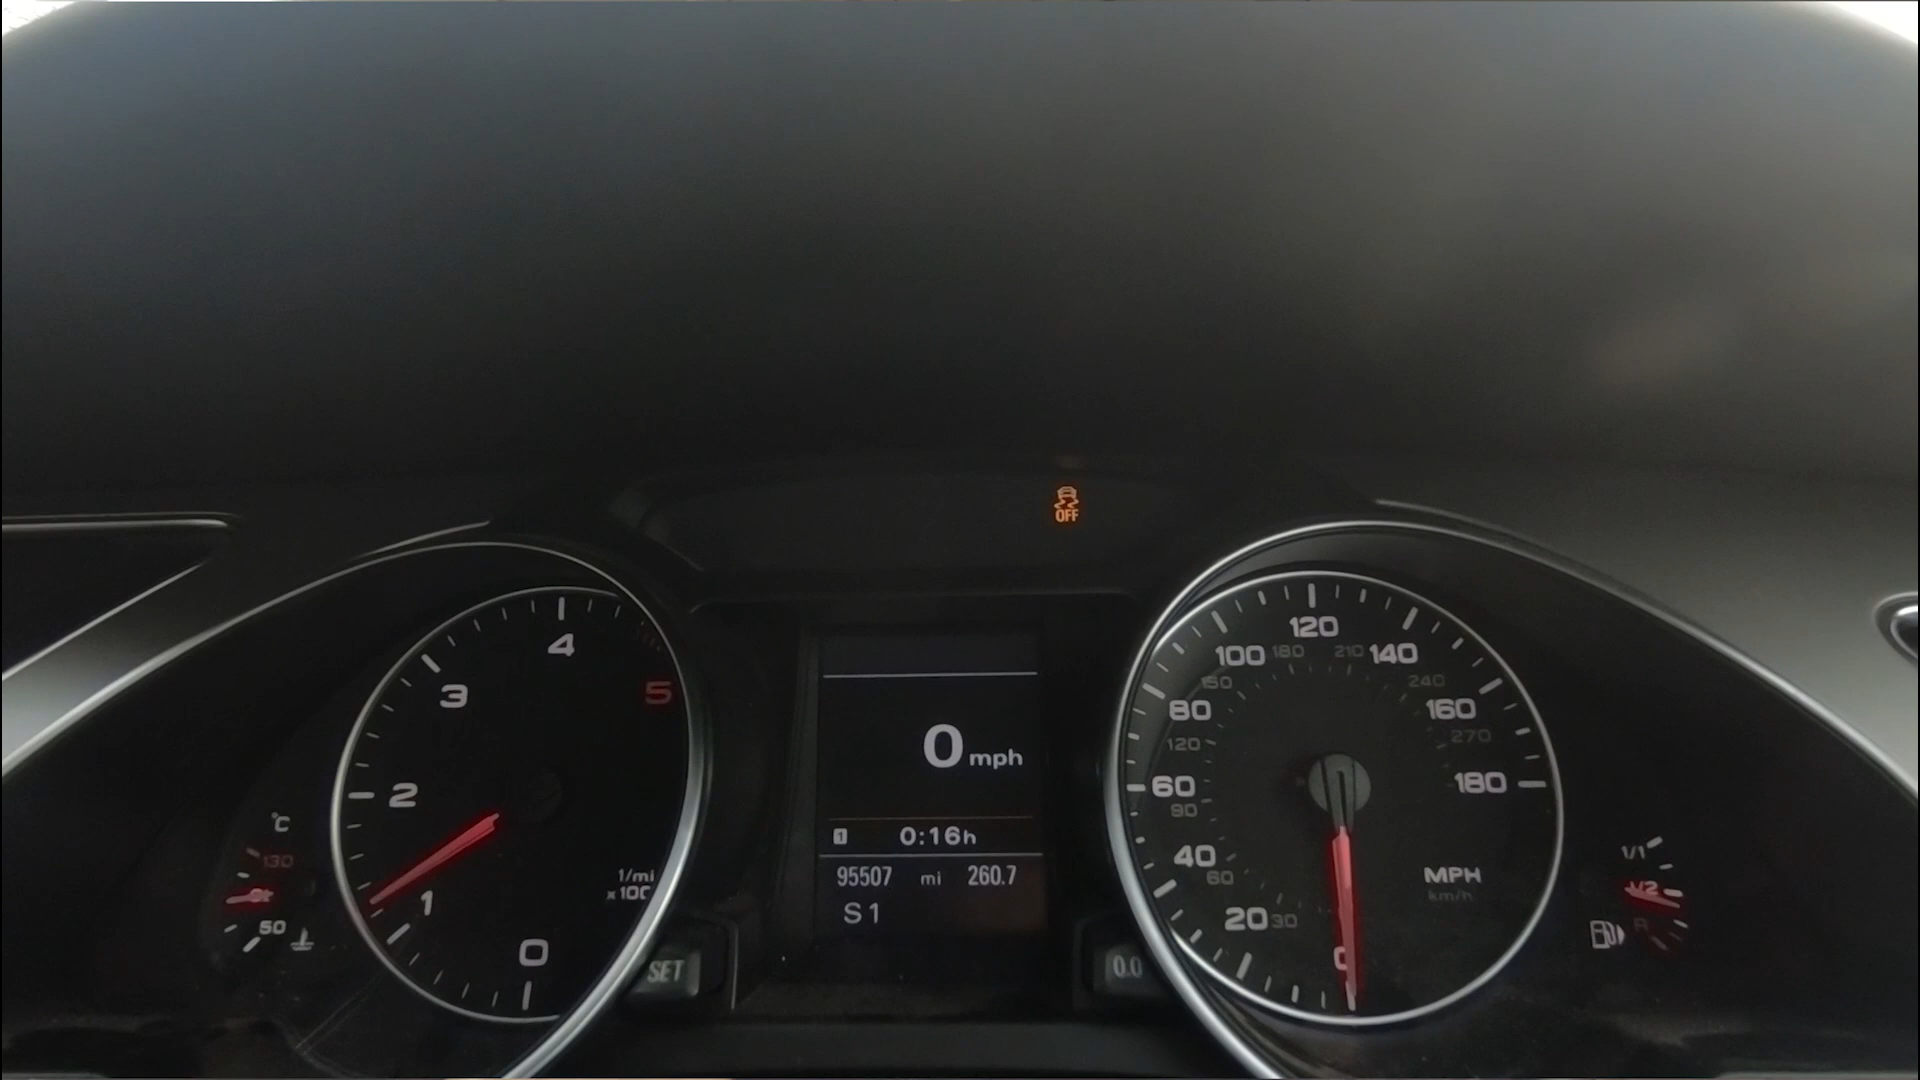 OFF
4
3
5
2
1
0
1/mi
x100
°C
130
50
0 mph
1 0:16h
95507 mi 260.7
S 1
SET
0.0
120
100 140
180 210
150 240
80 160
120 270
60 180
90
40
60
20 30
0
MPH
km/h
1/1
1/2
R